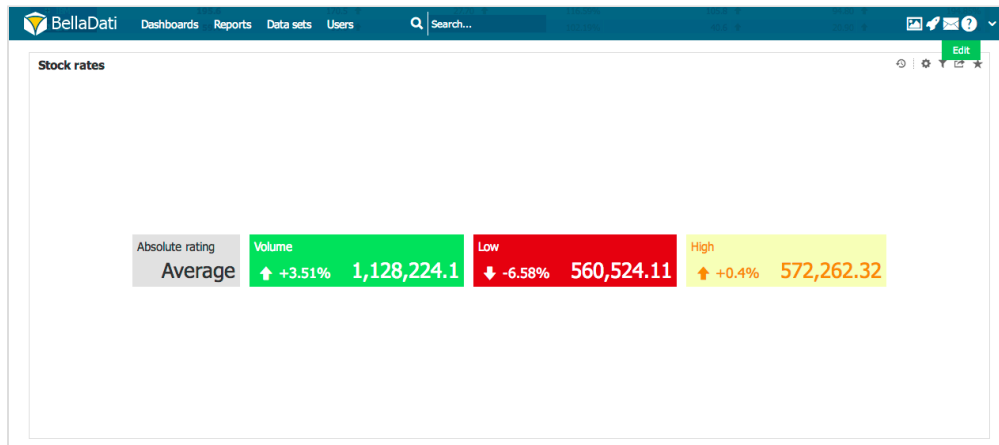 BellaDati Dashboards Reports Data sets Users Search... ?
Edit
Stock rates
Absolute rating
Average
Volume
+3.51% 1,128,224.1
Low
-6.58% 560,524.11
High
+0.4% 572,262.32